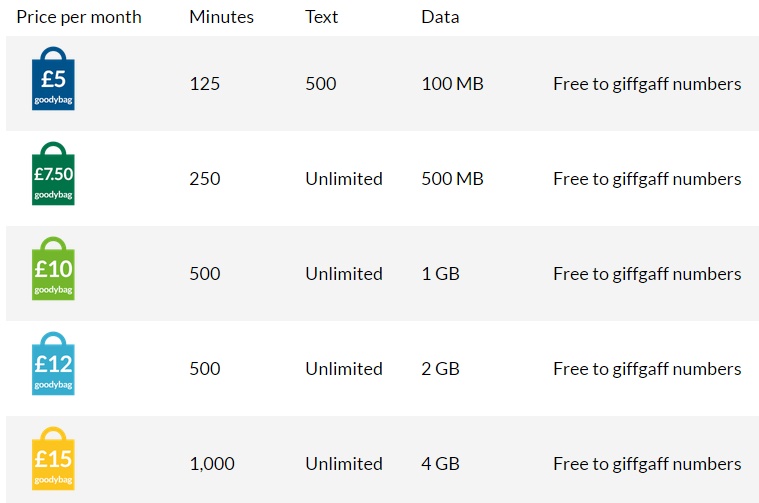 Price per month Minutes Text Data
£5 goodybag 125 500 100 MB Free to giffgaff numbers
£7.50 goodybag 250 Unlimited 500 MB Free to giffgaff numbers
£10 goodybag 500 Unlimited 1 GB Free to giffgaff numbers
£12 goodybag 500 Unlimited 2 GB Free to giffgaff numbers
£15 goodybag 1,000 Unlimited 4 GB Free to giffgaff numbers